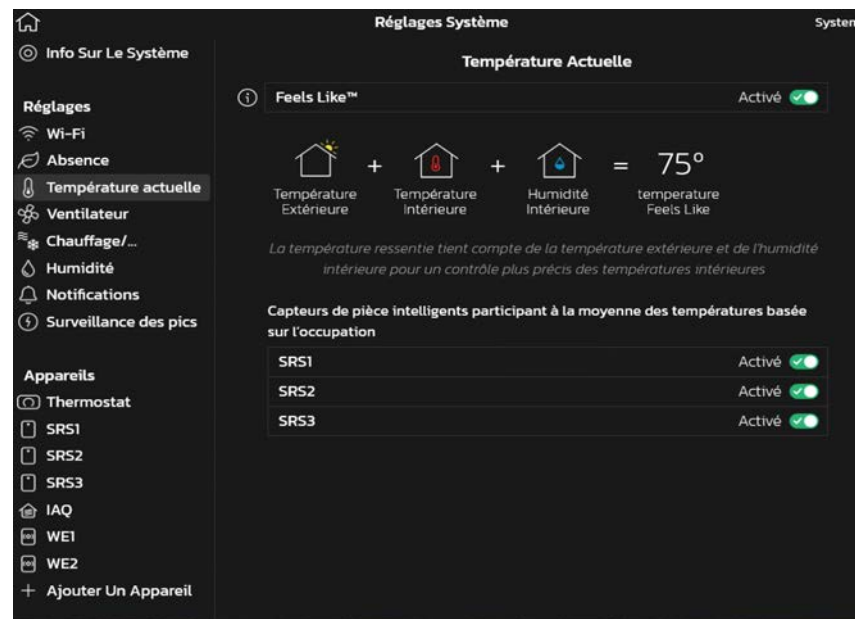 Réglages Système
System
Info Sur Le Système
Réglages
Wi-Fi
Absence
Température actuelle
Ventilateur
Chauffage/...
Humidité
Notifications
Surveillance des pics
Appareils
Thermostat
SRS1
SRS2
SRS3
IAQ
WE1
WE2
+ Ajouter Un Appareil
Température Actuelle
Feels Like™ Activé
+ + = 75°
Température Extérieure
Température Intérieure
Humidité Intérieure
temperature Feels Like
La température ressentie tient compte de la température extérieure et de l'humidité
intérieure pour un contrôle plus précis des températures intérieures
Capteurs de pièce intelligents participant à la moyenne des températures basée
sur l'occupation
SRS1 Activé
SRS2 Activé
SRS3 Activé